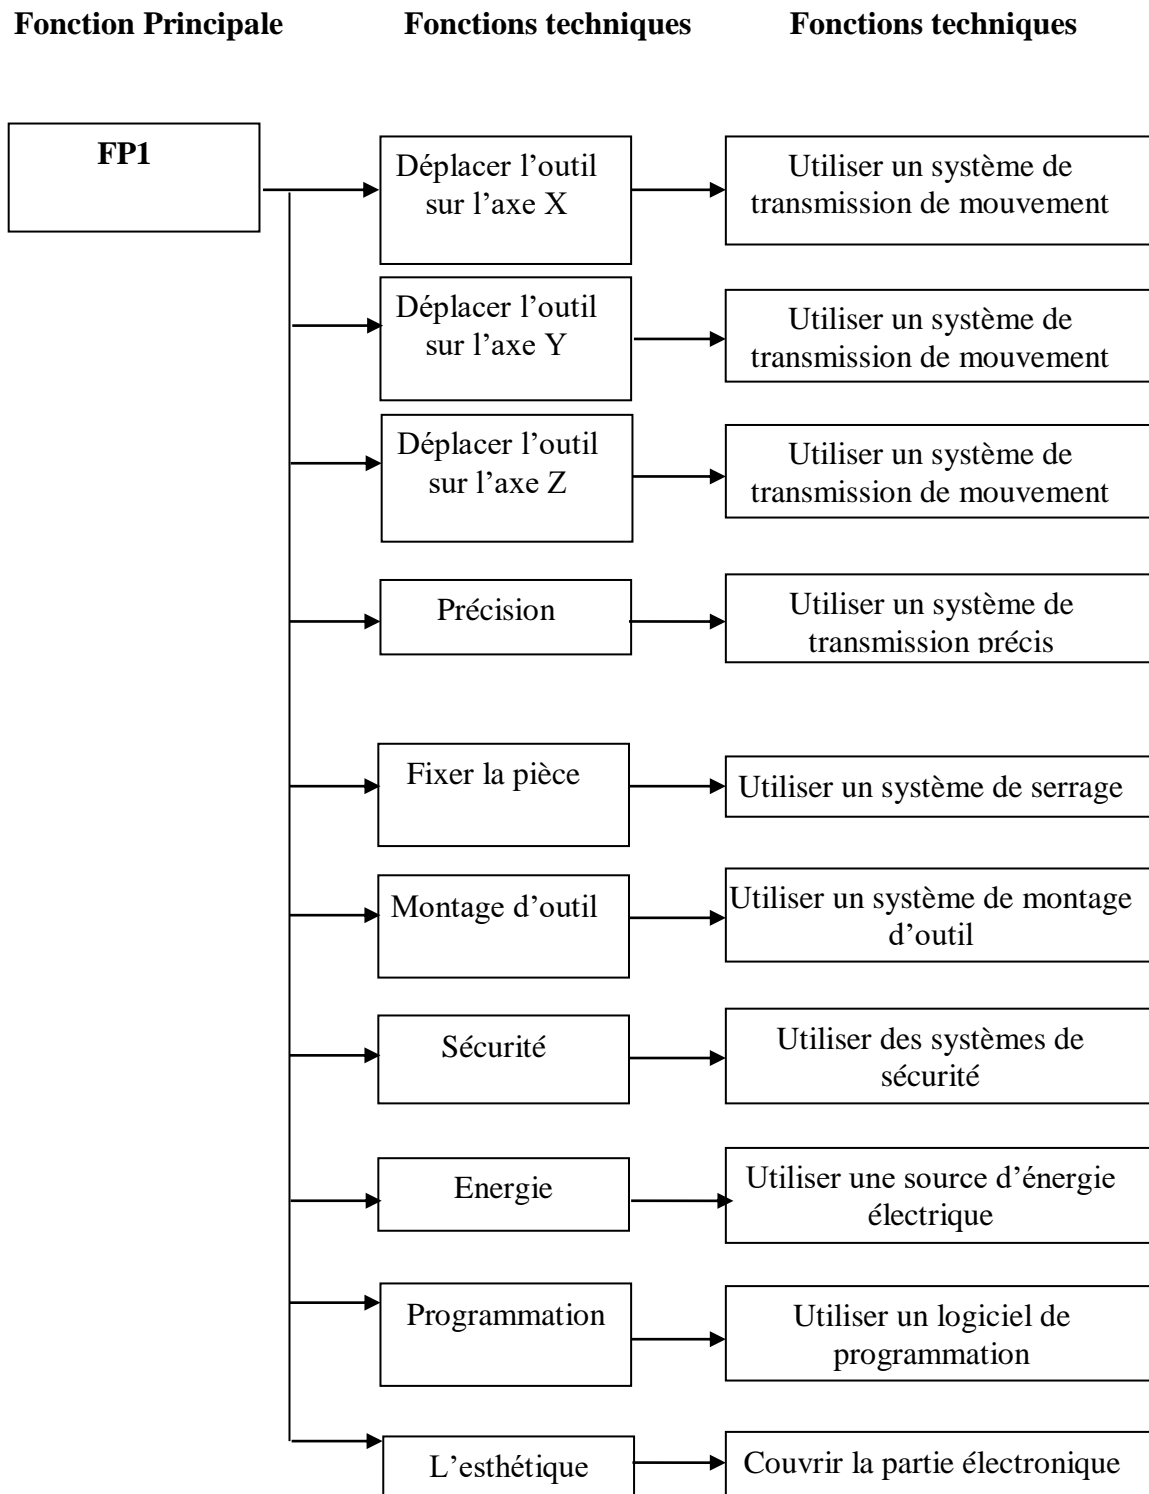 Fonction Principale Fonctions techniques Fonctions techniques
FP1
Déplacer l’outil
sur l’axe X
Utiliser un système de
transmission de mouvement
Déplacer l’outil
sur l’axe Y
Utiliser un système de
transmission de mouvement
Déplacer l’outil
sur l’axe Z
Utiliser un système de
transmission de mouvement
Précision
Utiliser un système de
transmission précis
Fixer la pièce
Utiliser un système de serrage
Montage d’outil
Utiliser un système de montage
d’outil
Sécurité
Utiliser des systèmes de
sécurité
Energie
Utiliser une source d’énergie
électrique
Programmation
Utiliser un logiciel de
programmation
L’esthétique
Couvrir la partie électronique